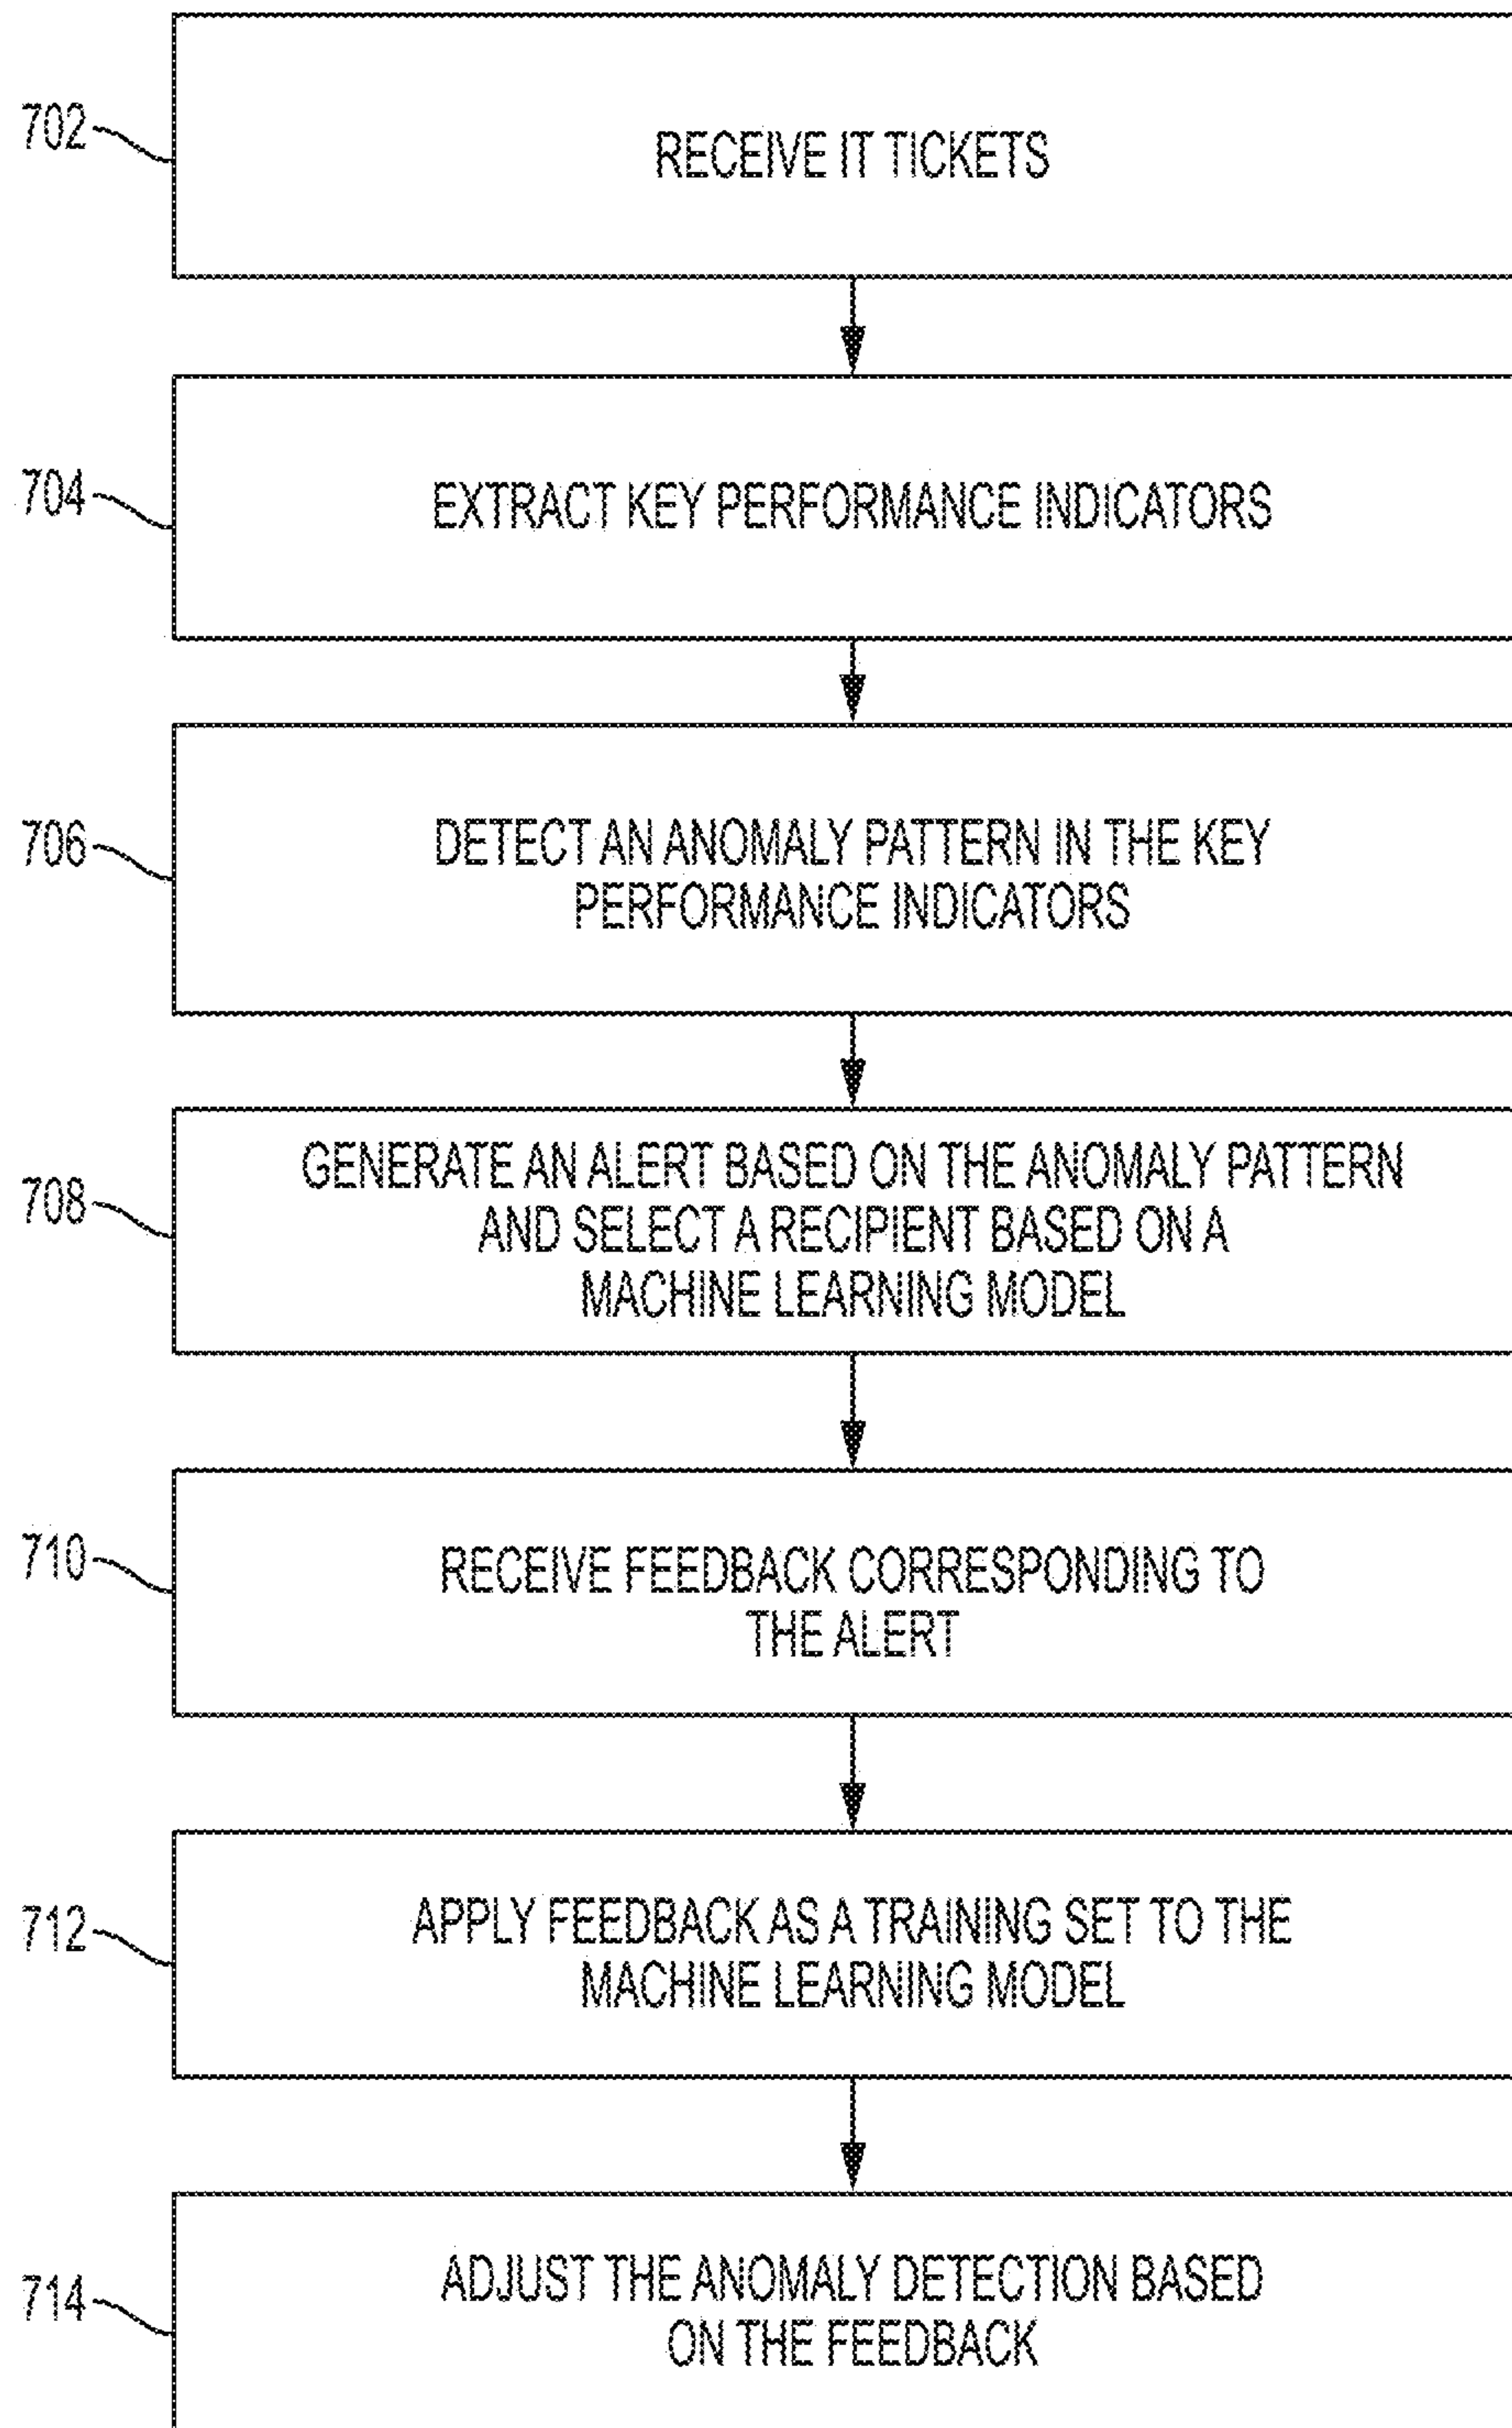 702
RECEIVE IT TICKETS
704
EXTRACT KEY PERFORMANCE INDICATORS
706
DETECT AN ANOMALY PATTERN IN THE KEY
PERFORMANCE INDICATORS
708
GENERATE AN ALERT BASED ON THE ANOMALY PATTERN
AND SELECT A RECIPIENT BASED ON A
MACHINE LEARNING MODEL
710
RECEIVE FEEDBACK CORRESPONDING TO
THE ALERT
712
APPLY FEEDBACK AS A TRAINING SET TO THE
MACHINE LEARNING MODEL
714
ADJUST THE ANOMALY DETECTION BASED
ON THE FEEDBACK